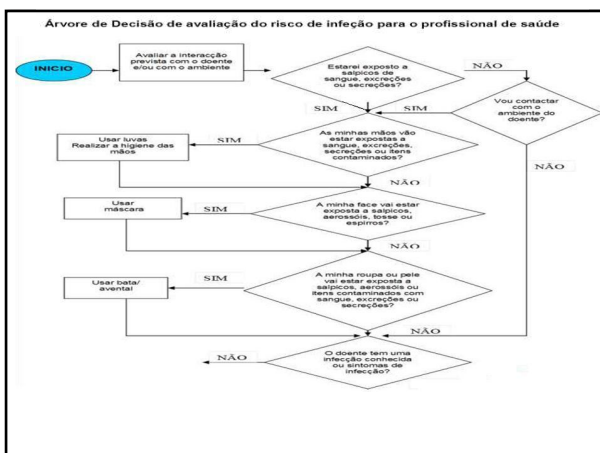 Árvore de Decisão de avaliação do risco de infeção para o profissional de saúde
INICIO
Avaliar a interacção
prevista com o doente
e/ou com o ambiente
Estarei exposto a
salpicos de
sangue, excreções
ou secreções?
NÃO
Vou contactar
com o
ambiente do
doente?
SIM
SIM
NÃO
As minhas mãos vão
estar expostas a
sangue, excreções,
secreções ou itens
contaminados?
SIM
Usar luvas
Realizar a higiene das
mãos
NÃO
A minha face vai estar
exposta a salpicos,
aerossóis, tosse ou
espirros?
SIM
Usar
máscara
NÃO
A minha roupa ou pele
vai estar exposta a
salpicos, aerossóis ou
itens contaminados com
sangue, excreções ou
secreções?
SIM
Usar bata/
avental
NÃO
O doente tem uma
infecção conhecida
ou sintomas de
infecção?
NÃO